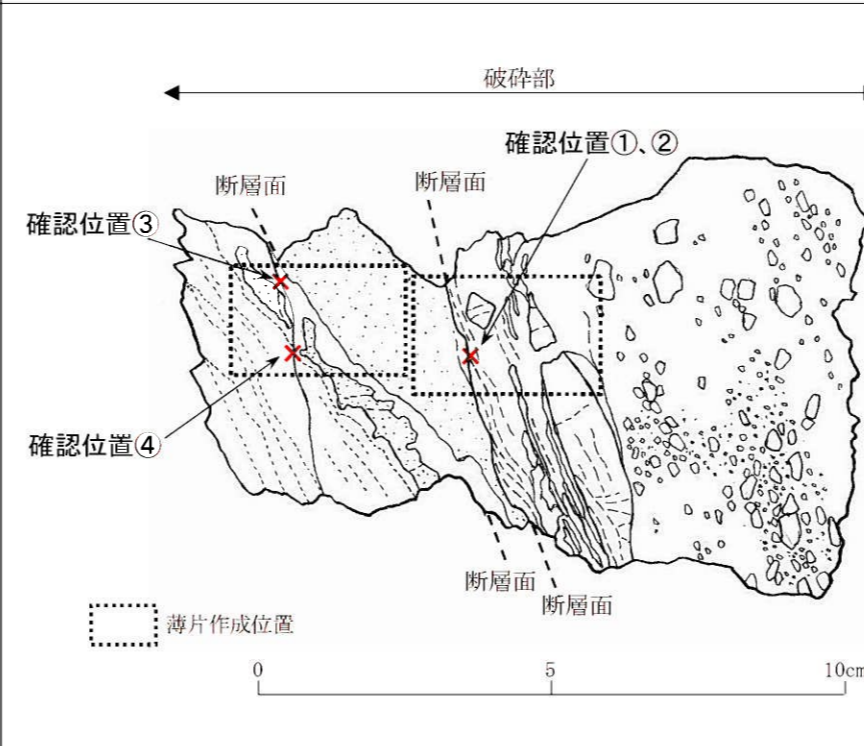 破砕部
確認位置①、②
断層面
断層面
確認位置③
確認位置④
断層面
断層面
薄片作成位置
0
5
10cm